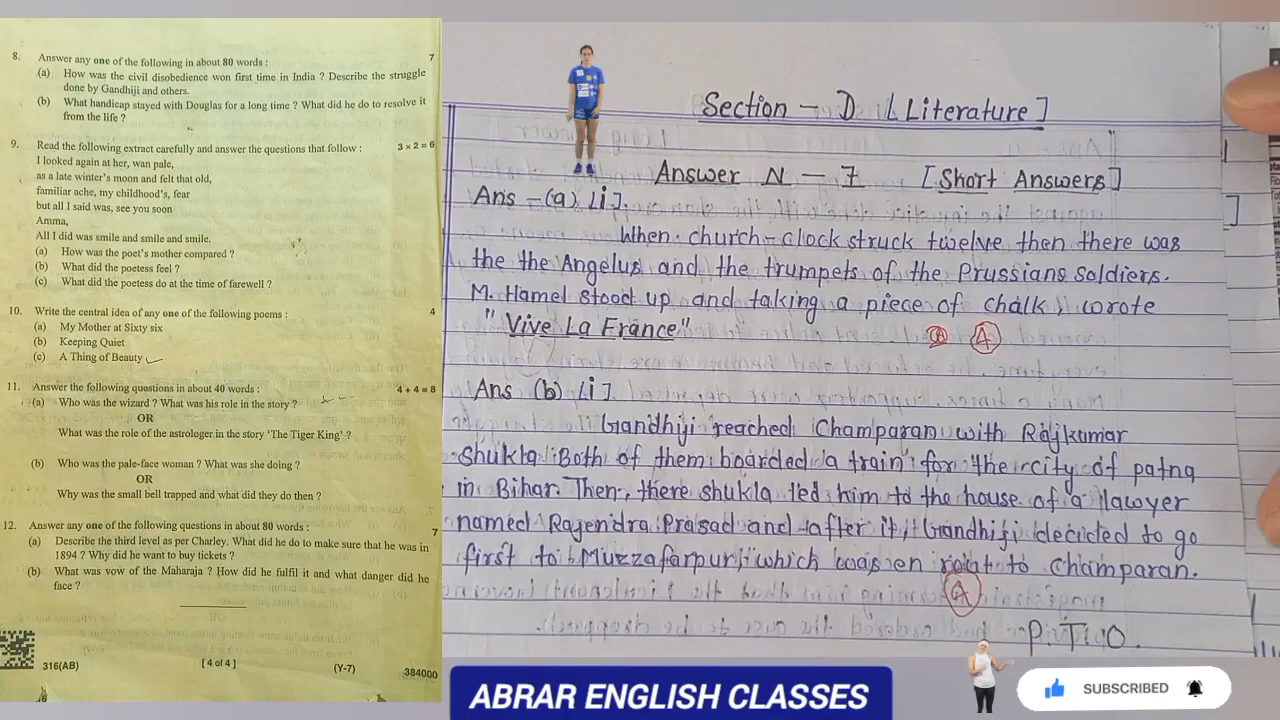 8. Answer any one of the following in about 80 words : 7
(a) How was the civil disobedience won first time in India ? Describe the struggle
done by Gandhiji and others.
(b) What handicap stayed with Douglas for a long time ? What did he do to resolve it
from the life ?
9. Read the following extract carefully and answer the questions that follow : 3 × 2 = 6
I looked again at her, wan pale,
as a late winter's moon and felt that old,
familiar ache, my childhood's, fear
but all I said was, see you soon
Amma,
All I did was smile and smile and smile.
(a) How was the poet's mother compared ?
(b) What did the poetess feel ?
(c) What did the poetess do at the time of farewell ?
10. Write the central idea of any one of the following poems : 4
(a) My Mother at Sixty six
(b) Keeping Quiet
(c) A Thing of Beauty
11. Answer the following questions in about 40 words : 4 + 4 = 8
(a) Who was the wizard ? What was his role in the story ?
OR
What was the role of the astrologer in the story 'The Tiger King' ?
(b) Who was the pale-face woman ? What was she doing ?
OR
Why was the small bell trapped and what did they do then ?
12. Answer any one of the following questions in about 80 words : 7
(a) Describe the third level as per Charley. What did he do to make sure that he was in
1894 ? Why did he want to buy tickets ?
(b) What was vow of the Maharaja ? How did he fulfil it and what danger did he
face ?
316(AB) [ 4 of 4 ] (Y-7) 384000
Section - D [Literature]
Answer N - 7 [Short Answers]
Ans - (a) [i].
When church-clock struck twelve then there was
the the Angelus and the trumpets of the Prussians soldiers.
M. Hamel stood up and taking a piece of chalk, wrote
"Vive La France"
4
Ans (b) [i].
Gandhiji reached Champaran with Rajkumar
Shukla. Both of them boarded a train for the city of patna
in Bihar. Then, there shukla led him to the house of a lawyer
named Rajendra Prasad and after it, Gandhiji decided to go
first to Muzzafarpur, which was en to Champaran.
4
P.T.O.
ABRAR ENGLISH CLASSES
SUBSCRIBED